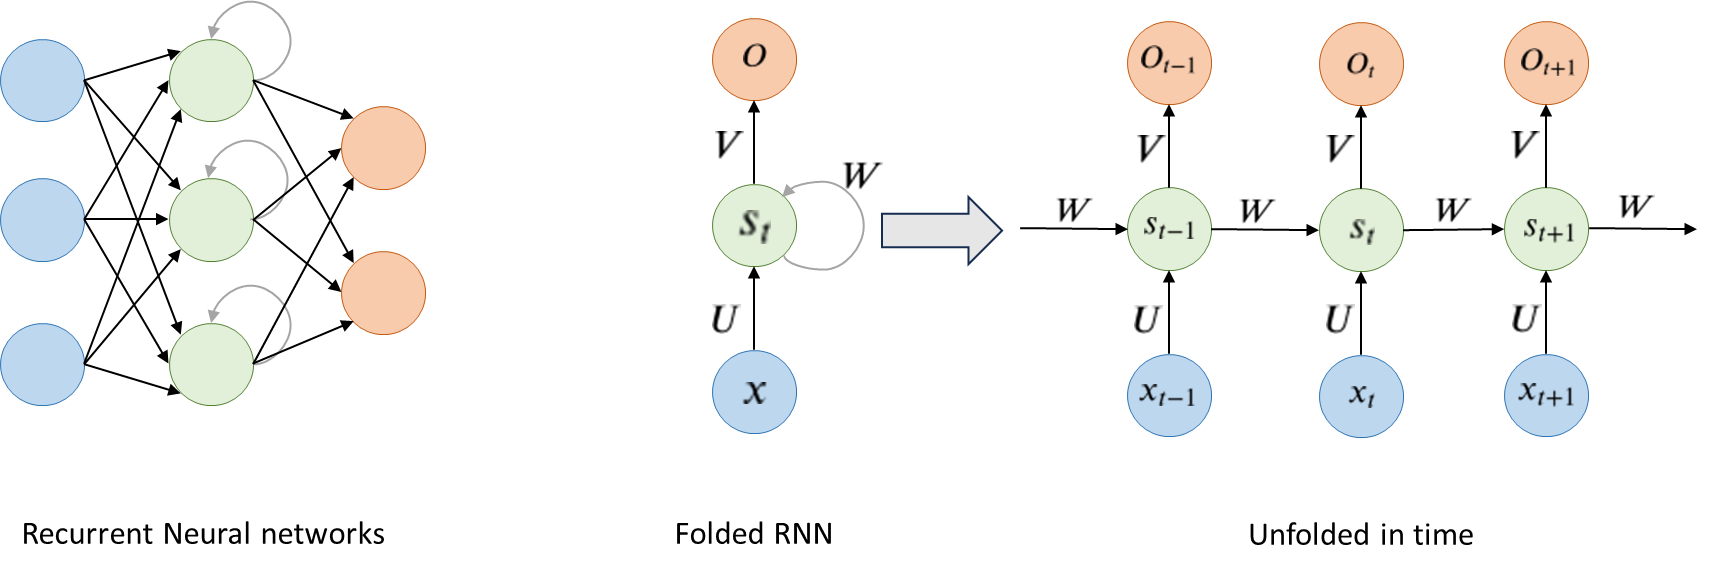 O
V
W
S_t
U
x
O_{t−1}
O_t
O_{t+1}
V
V
V
W
W
W
W
S_{t−1}
S_t
S_{t+1}
U
U
U
x_{t−1}
x_t
x_{t+1}
Recurrent Neural networks
Folded RNN
Unfolded in time